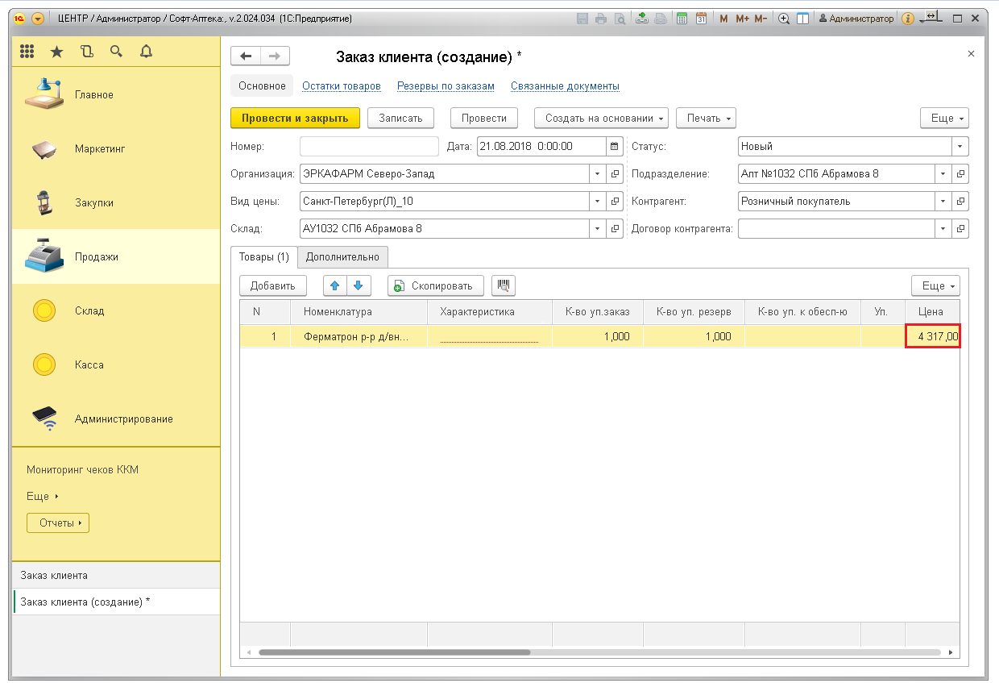 ЦЕНТР / Администратор /: Софт-Аптека:, v.2.024.034 (1С:Предприятие)
M M+ M- Администратор
Главное
Маркетинг
Закупки
Продажи
Склад
Касса
Администрирование
Мониторинг чеков ККМ
Еще
Отчеты
Заказ клиента
Заказ клиента (создание) *
Заказ клиента (создание) *
Основное Остатки товаров Резервы по заказам Связанные документы
Провести и закрыть Записать Провести Создать на основании Печать Еще
Номер: Дата: 21.08.2018 0:00:00 Статус: Новый
Организация: ЭРКАФАРМ Северо-Запад Подразделение: Апт №1032 СПб Абрамова 8
Вид цены: Санкт-Петербург(Л)_10 Контрагент: Розничный покупатель
Склад: АУ1032 СПб Абрамова 8 Договор контрагента:
Товары (1) Дополнительно
Добавить Скопировать Еще
N Номенклатура Характеристика К-во уп.заказ К-во уп. резерв К-во уп. к обесп-ю Уп. Цена
1 Ферматрон р-р д/вн... 1,000 1,000 4 317,00